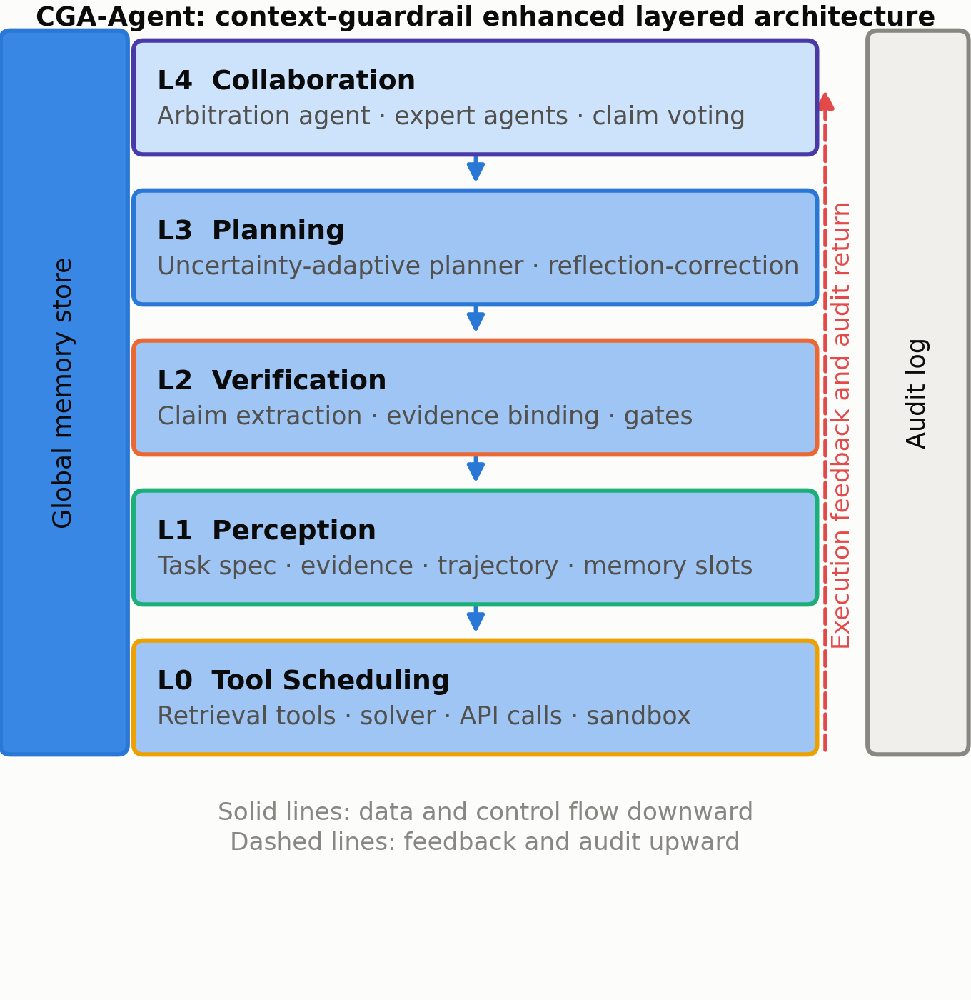 CGA-Agent: context-guardrail enhanced layered architecture
Global memory store
L4 Collaboration
Arbitration agent · expert agents · claim voting
L3 Planning
Uncertainty-adaptive planner · reflection-correction
L2 Verification
Claim extraction · evidence binding · gates
L1 Perception
Task spec · evidence · trajectory · memory slots
L0 Tool Scheduling
Retrieval tools · solver · API calls · sandbox
Execution feedback and audit return
Audit log
Solid lines: data and control flow downward
Dashed lines: feedback and audit upward